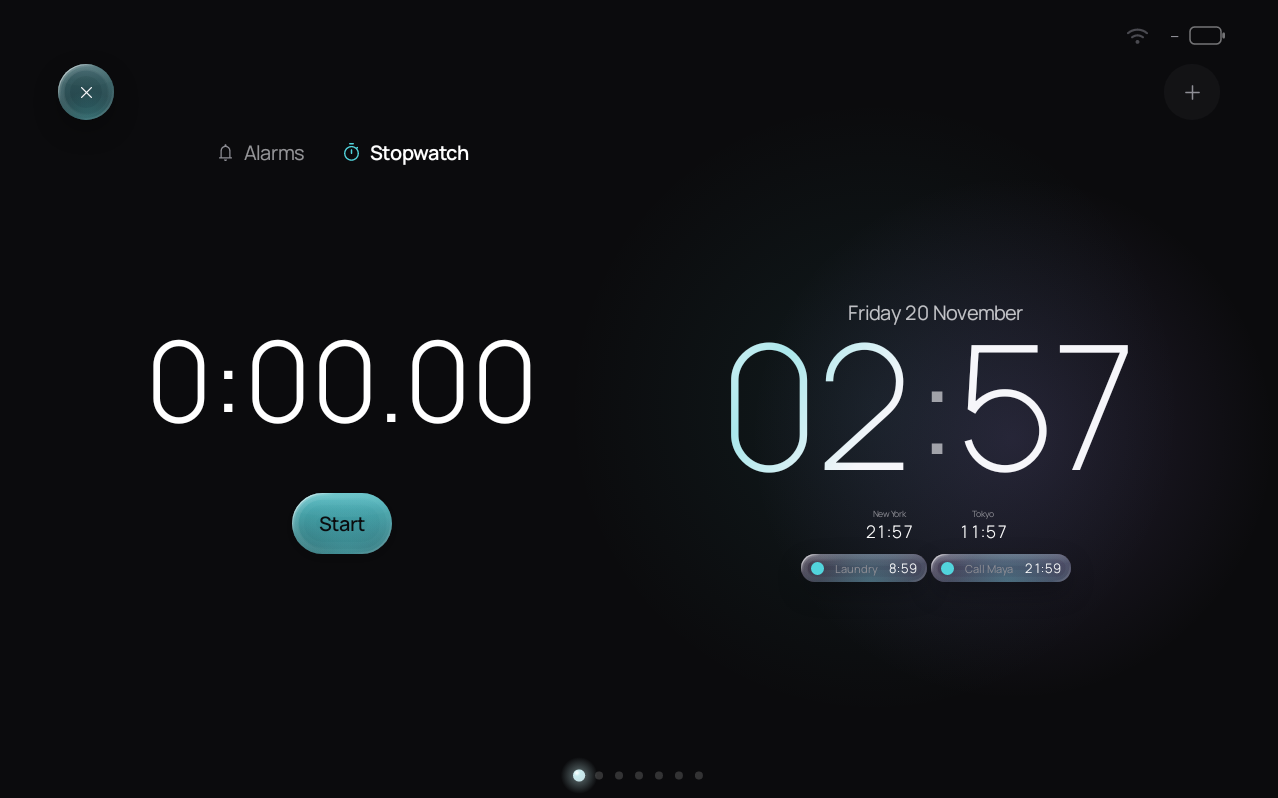 –
Alarms Stopwatch
Friday 20 November
0:00.00
02:57
New York Tokyo
21:57 11:57
Start
Laundry 8:59 Call Maya 21:59